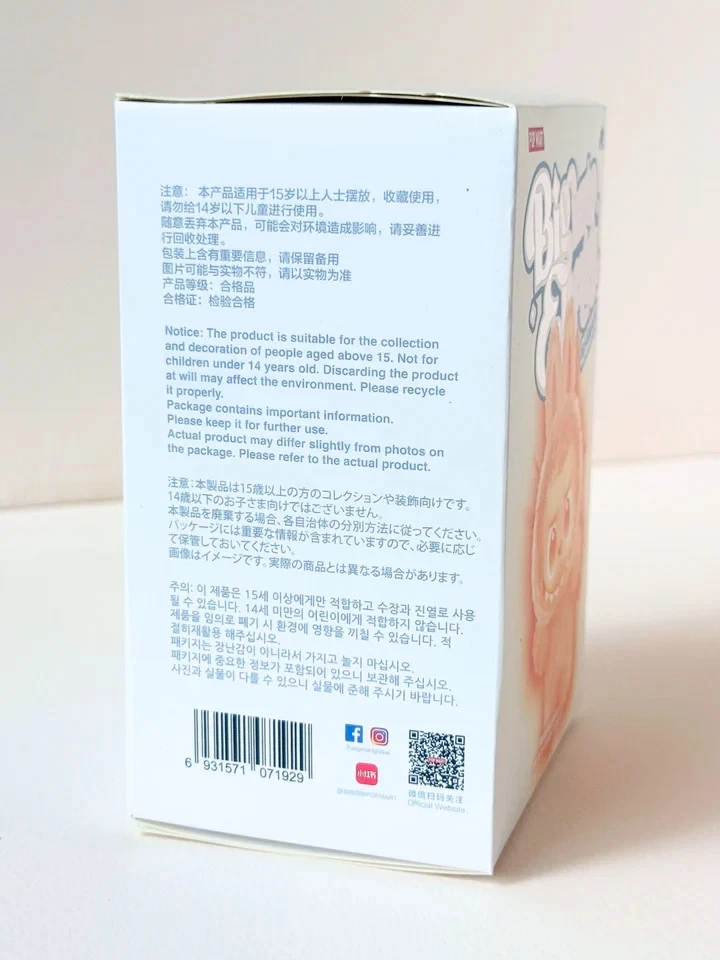 注意： 本产品适用于15岁以上人士摆放，收藏使用，
请勿给14岁以下儿童进行使用。
随意丢弃本产品，可能会对环境造成影响，请妥善进
行回收处理。
包装上含有重要信息，请保留备用
图片可能与实物不符，请以实物为准
产品等级：合格品
合格证：检验合格
Notice: The product is suitable for the collection
and decoration of people aged above 15. Not for
children under 14 years old. Discarding the product
at will may affect the environment. Please recycle
it properly.
Package contains important information.
Please keep it for further use.
Actual product may differ slightly from photos on
the package. Please refer to the actual product.
注意：本製品は15歳以上の方のコレクションや装飾向けです。
14歳以下のお子さま向けではございません。
本製品を廃棄する場合、各自治体の分別方法に従ってください。
パッケージには重要な情報が含まれていますので、必要に応じ
て保管しておいてください。
画像はイメージです。実際の商品とは異なる場合があります。
주의: 이 제품은 15세 이상에게만 적합하고 수장과 진열로 사용
될 수 있습니다. 14세 미만의 어린이에게 적합하지 않습니다.
제품을 임의로 폐기 시 환경에 영향을 끼칠 수 있습니다. 적
절히재활용 해주십시오.
패키지는 장난감이 아니라서 가지고 놀지 마십시오.
패키지에 중요한 정보가 포함되어 있으니 보관해 주십시오.
사진과 실물이 다를 수 있으니 실물에 준해 주시기 바랍니다.
6 931571 071929
小红书
微信扫码关注
Official Website
POP MART
Big